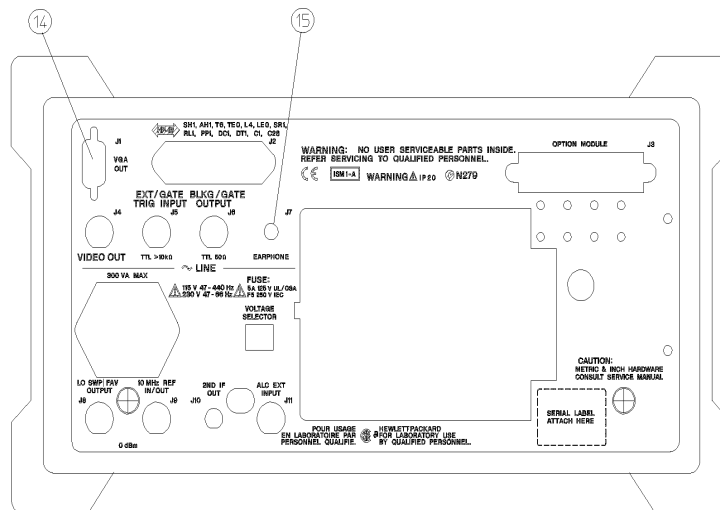 14
15
SH1, AH1, T6, TE0, L4, LE0, SR1,
RL1, PP1, DC1, DT1, C1, C28
J1
VGA
OUT
J2
WARNING: NO USER SERVICEABLE PARTS INSIDE.
REFER SERVICING TO QUALIFIED PERSONNEL.
CE ISM 1-A WARNING IP 20 N279
OPTION MODULE
J3
EXT/GATE BLKG/GATE
TRIG INPUT OUTPUT
J4
J5
J6
J7
VIDEO OUT
TTL >10kΩ
TTL 50Ω
EARPHONE
LINE
300 VA MAX
115 V 47-440 Hz
230 V 47-66 Hz
FUSE:
5A 125 V UL/CSA
F5 250 V IEC
VOLTAGE
SELECTOR
LO SWP|FAV
OUTPUT
J8
10 MHz REF
IN/OUT
J9
2ND IF
OUT
J10
ALC EXT
INPUT
J11
0 dBm
CAUTION:
METRIC & INCH HARDWARE
CONSULT SERVICE MANUAL
SERIAL LABEL
ATTACH HERE
POUR USAGE
EN LABORATOIRE PAR
PERSONNEL QUALIFIE.
HEWLETTPACKARD
FOR LABORATORY USE
BY QUALIFIED PERSONNEL.